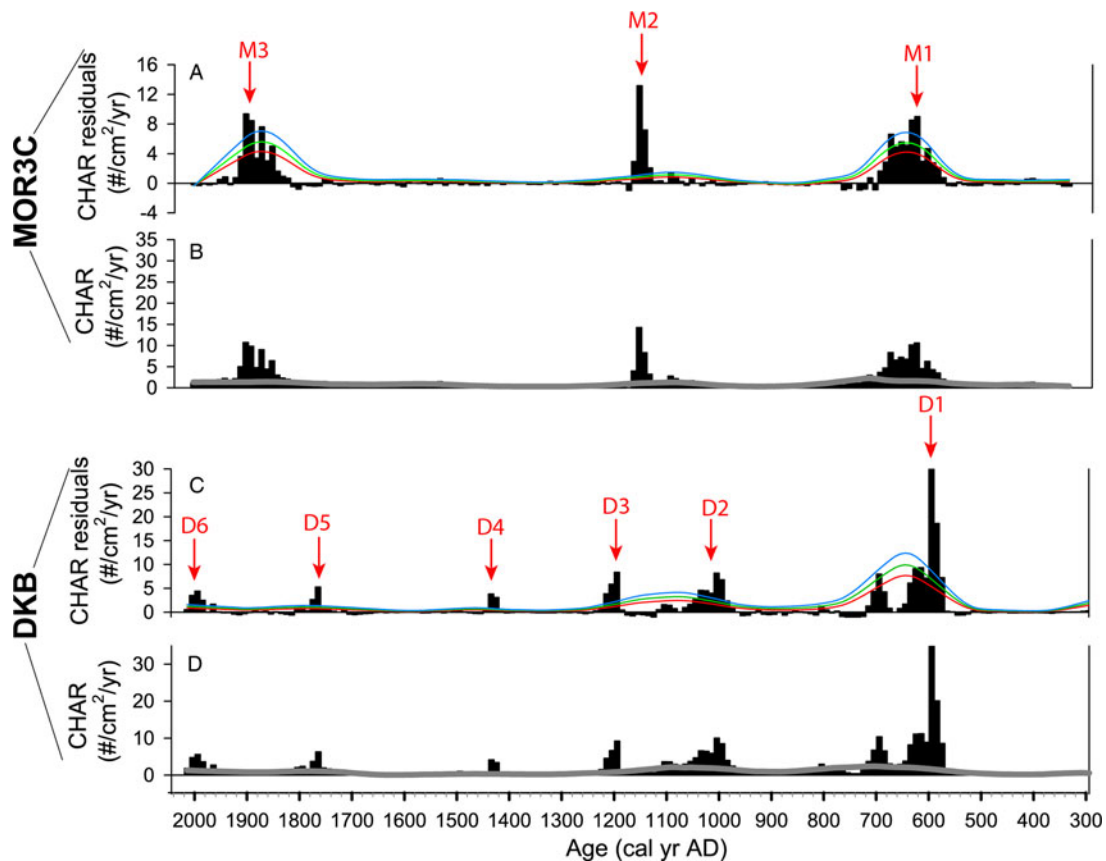 MOR3C
CHAR residuals
(#/cm²/yr)
16
12
8
4
0
-4
A
M3
M2
M1
CHAR
(#/cm²/yr)
35
30
25
20
15
10
5
0
B
DKB
CHAR residuals
(#/cm²/yr)
30
25
20
15
10
5
0
C
D6
D5
D4
D3
D2
D1
CHAR
(#/cm²/yr)
30
20
10
0
D
2000 1900 1800 1700 1600 1500 1400 1300 1200 1100 1000 900 800 700 600 500 400 300
Age (cal yr AD)